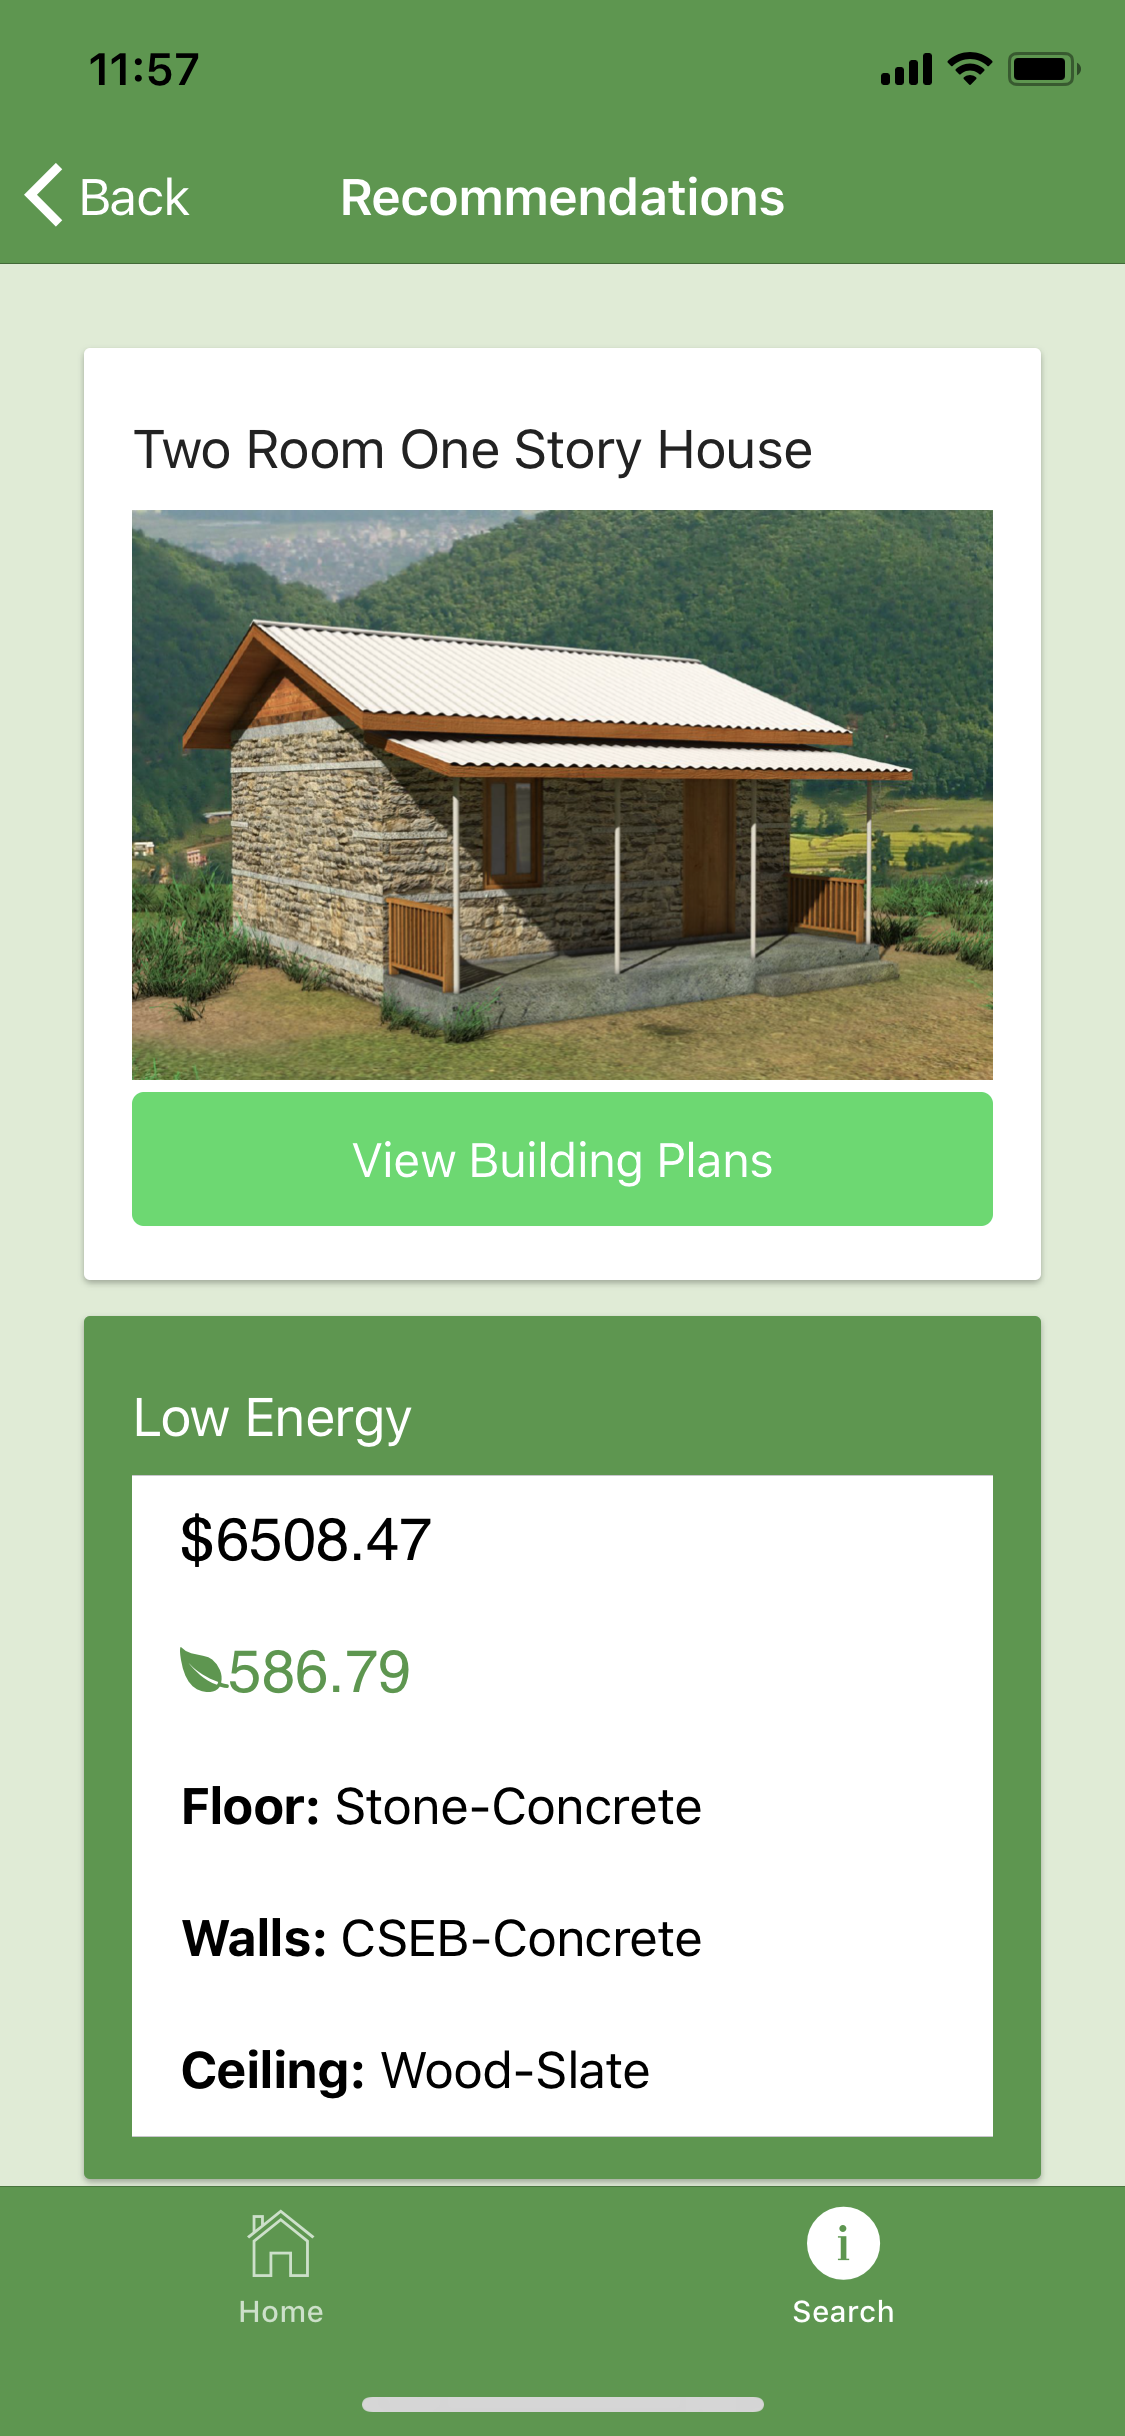 11:57
Back
Recommendations
Two Room One Story House
View Building Plans
Low Energy
$6508.47
586.79
Floor: Stone-Concrete
Walls: CSEB-Concrete
Ceiling: Wood-Slate
i
Home
Search